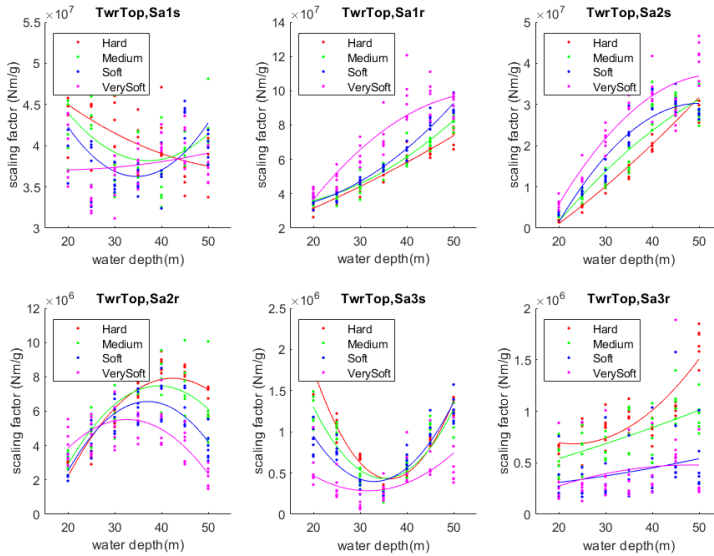 TwrTop,Sa1s
×10⁷
5.5
5
4.5
4
3.5
3
20 30 40 50
water depth(m)
scaling factor (Nm/g)
Hard
Medium
Soft
VerySoft
TwrTop,Sa1r
×10⁷
14
12
10
8
6
4
2
20 30 40 50
water depth(m)
scaling factor (Nm/g)
Hard
Medium
Soft
VerySoft
TwrTop,Sa2s
×10⁷
5
4
3
2
1
0
20 30 40 50
water depth(m)
scaling factor (Nm/g)
Hard
Medium
Soft
VerySoft
TwrTop,Sa2r
×10⁶
12
10
8
6
4
2
0
20 30 40 50
water depth(m)
scaling factor (Nm/g)
Hard
Medium
Soft
VerySoft
TwrTop,Sa3s
×10⁶
2.5
2
1.5
1
0.5
0
20 30 40 50
water depth(m)
scaling factor (Nm/g)
Hard
Medium
Soft
VerySoft
TwrTop,Sa3r
×10⁶
2
1.5
1
0.5
0
20 30 40 50
water depth(m)
scaling factor (Nm/g)
Hard
Medium
Soft
VerySoft